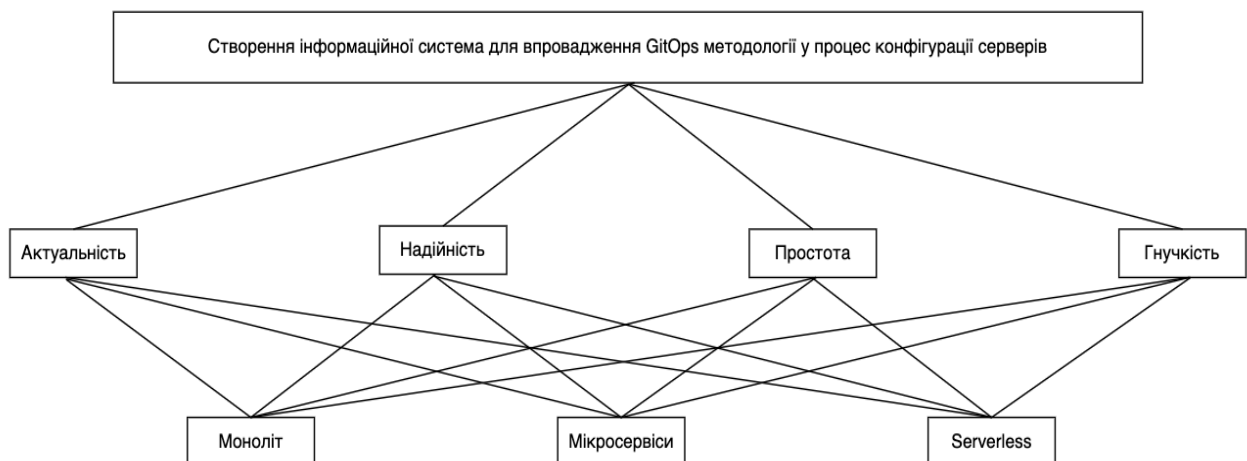 Створення інформаційної система для впровадження GitOps методології у процес конфігурації серверів
Актуальність
Надійність
Простота
Гнучкість
Моноліт
Мікросервіси
Serverless